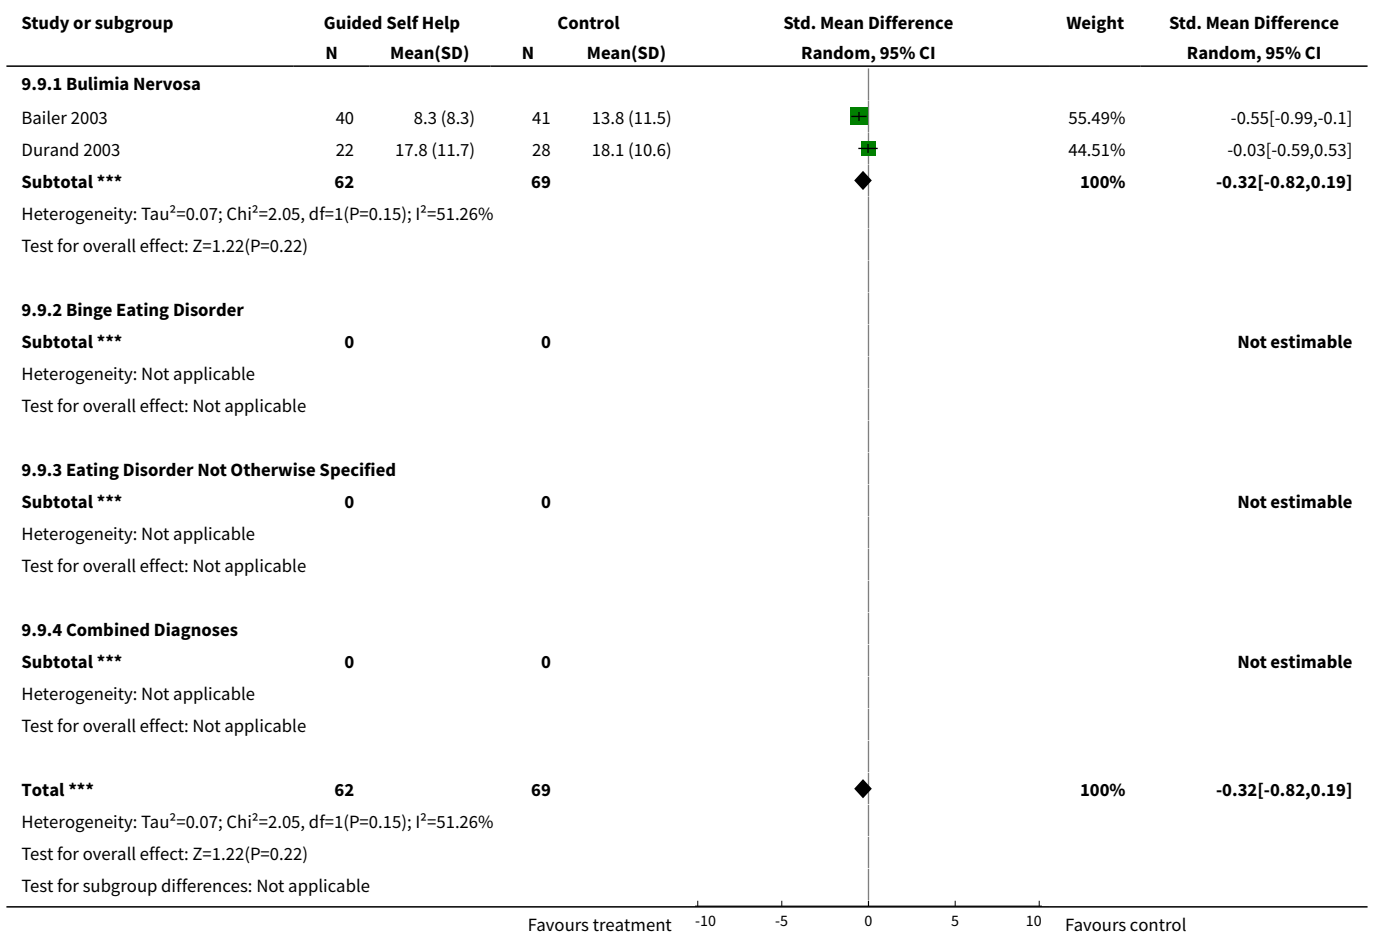 Study or subgroup Guided Self Help Control Std. Mean Difference Weight Std. Mean Difference
N Mean(SD) N Mean(SD) Random, 95% CI Random, 95% CI
9.9.1 Bulimia Nervosa
Bailer 2003 40 8.3 (8.3) 41 13.8 (11.5) 55.49% -0.55[-0.99,-0.1]
Durand 2003 22 17.8 (11.7) 28 18.1 (10.6) 44.51% -0.03[-0.59,0.53]
Subtotal *** 62 69 100% -0.32[-0.82,0.19]
Heterogeneity: Tau²=0.07; Chi²=2.05, df=1(P=0.15); I²=51.26%
Test for overall effect: Z=1.22(P=0.22)
9.9.2 Binge Eating Disorder
Subtotal *** 0 0 Not estimable
Heterogeneity: Not applicable
Test for overall effect: Not applicable
9.9.3 Eating Disorder Not Otherwise Specified
Subtotal *** 0 0 Not estimable
Heterogeneity: Not applicable
Test for overall effect: Not applicable
9.9.4 Combined Diagnoses
Subtotal *** 0 0 Not estimable
Heterogeneity: Not applicable
Test for overall effect: Not applicable
Total *** 62 69 100% -0.32[-0.82,0.19]
Heterogeneity: Tau²=0.07; Chi²=2.05, df=1(P=0.15); I²=51.26%
Test for overall effect: Z=1.22(P=0.22)
Test for subgroup differences: Not applicable
Favours treatment -10 -5 0 5 10 Favours control